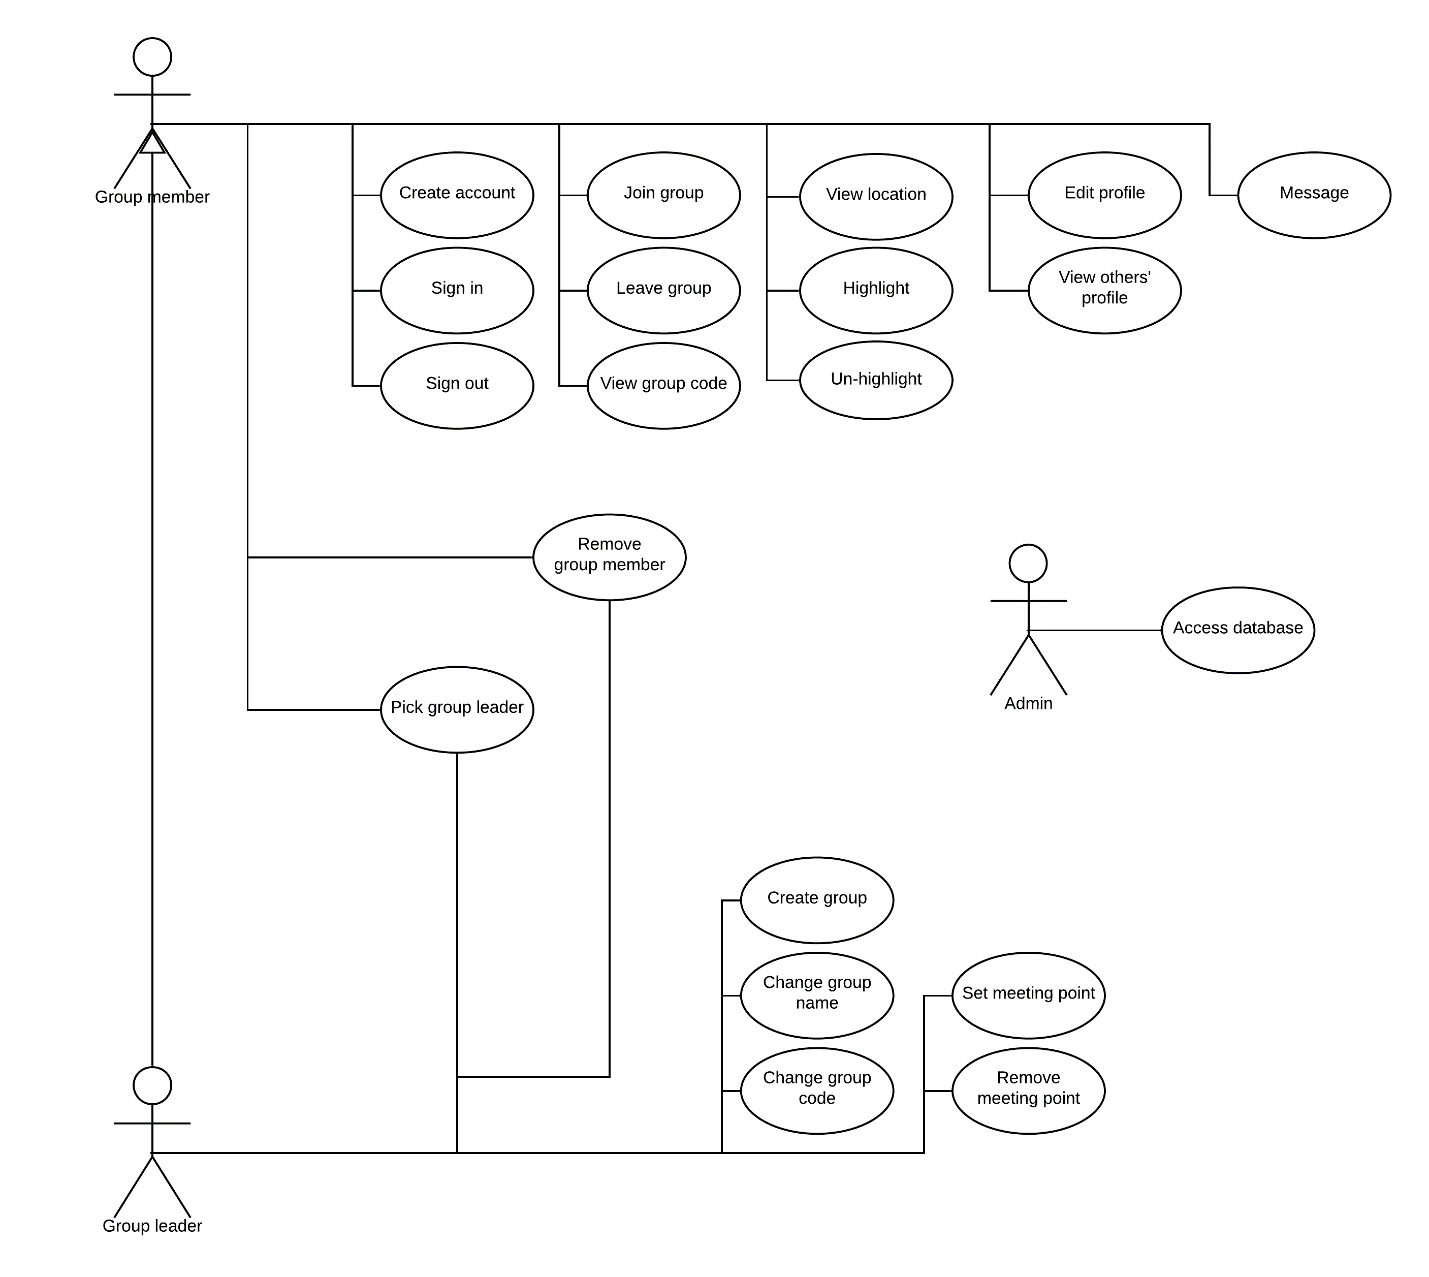 Group member
Create account
Join group
View location
Edit profile
Message
Sign in
Leave group
Highlight
View others'
profile
Sign out
View group code
Un-highlight
Remove
group member
Access database
Admin
Pick group leader
Create group
Change group
name
Set meeting point
Change group
code
Remove
meeting point
Group leader